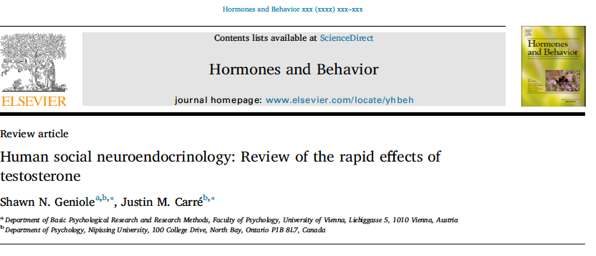 Hormones and Behavior xxx (xxxx) xxx–xxx
Contents lists available at ScienceDirect
Hormones and Behavior
journal homepage: www.elsevier.com/locate/yhbeh
ELSEVIER
Hormones
and Behavior
Review article
Human social neuroendocrinology: Review of the rapid effects of
testosterone
Shawn N. Geniole^a,b,⁎, Justin M. Carré^b,⁎
a Department of Basic Psychological Research and Research Methods, Faculty of Psychology, University of Vienna, Liebiggasse 5, 1010 Vienna, Austria
b Department of Psychology, Nipissing University, 100 College Drive, North Bay, Ontario P1B 8L7, Canada